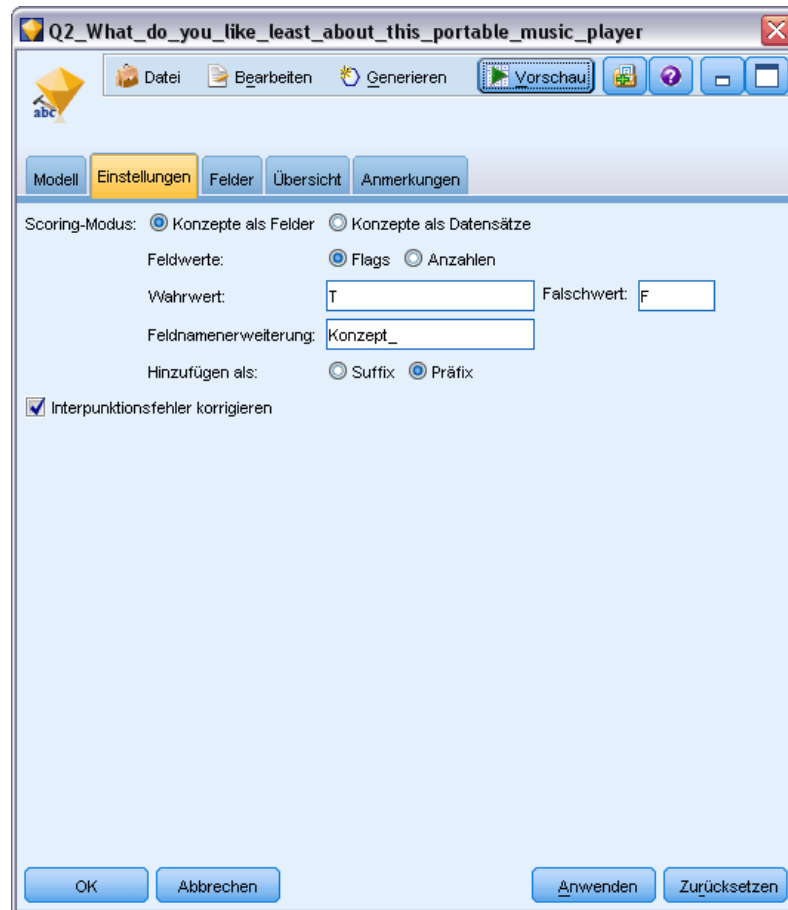 Q2_What_do_you_like_least_about_this_portable_music_player
abc
Datei Bearbeiten Generieren Vorschau ?
Modell Einstellungen Felder Übersicht Anmerkungen
Scoring-Modus: Konzepte als Felder Konzepte als Datensätze
Feldwerte: Flags Anzahlen
Wahrwert: T Falschwert: F
Feldnamenerweiterung: Konzept_
Hinzufügen als: Suffix Präfix
Interpunktionsfehler korrigieren
OK Abbrechen Anwenden Zurücksetzen